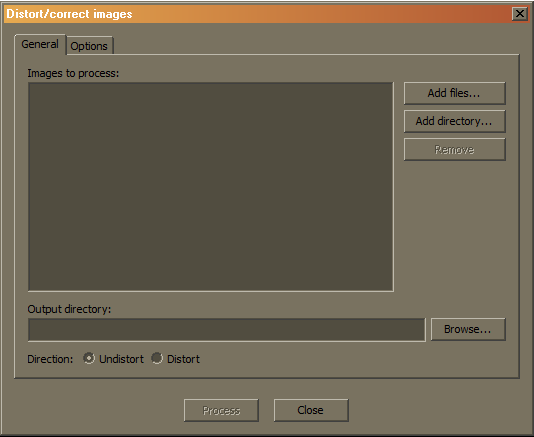 Distort/correct images
General Options
Images to process:
Add files...
Add directory...
Remove
Output directory:
Browse...
Direction: Undistort Distort
Process Close